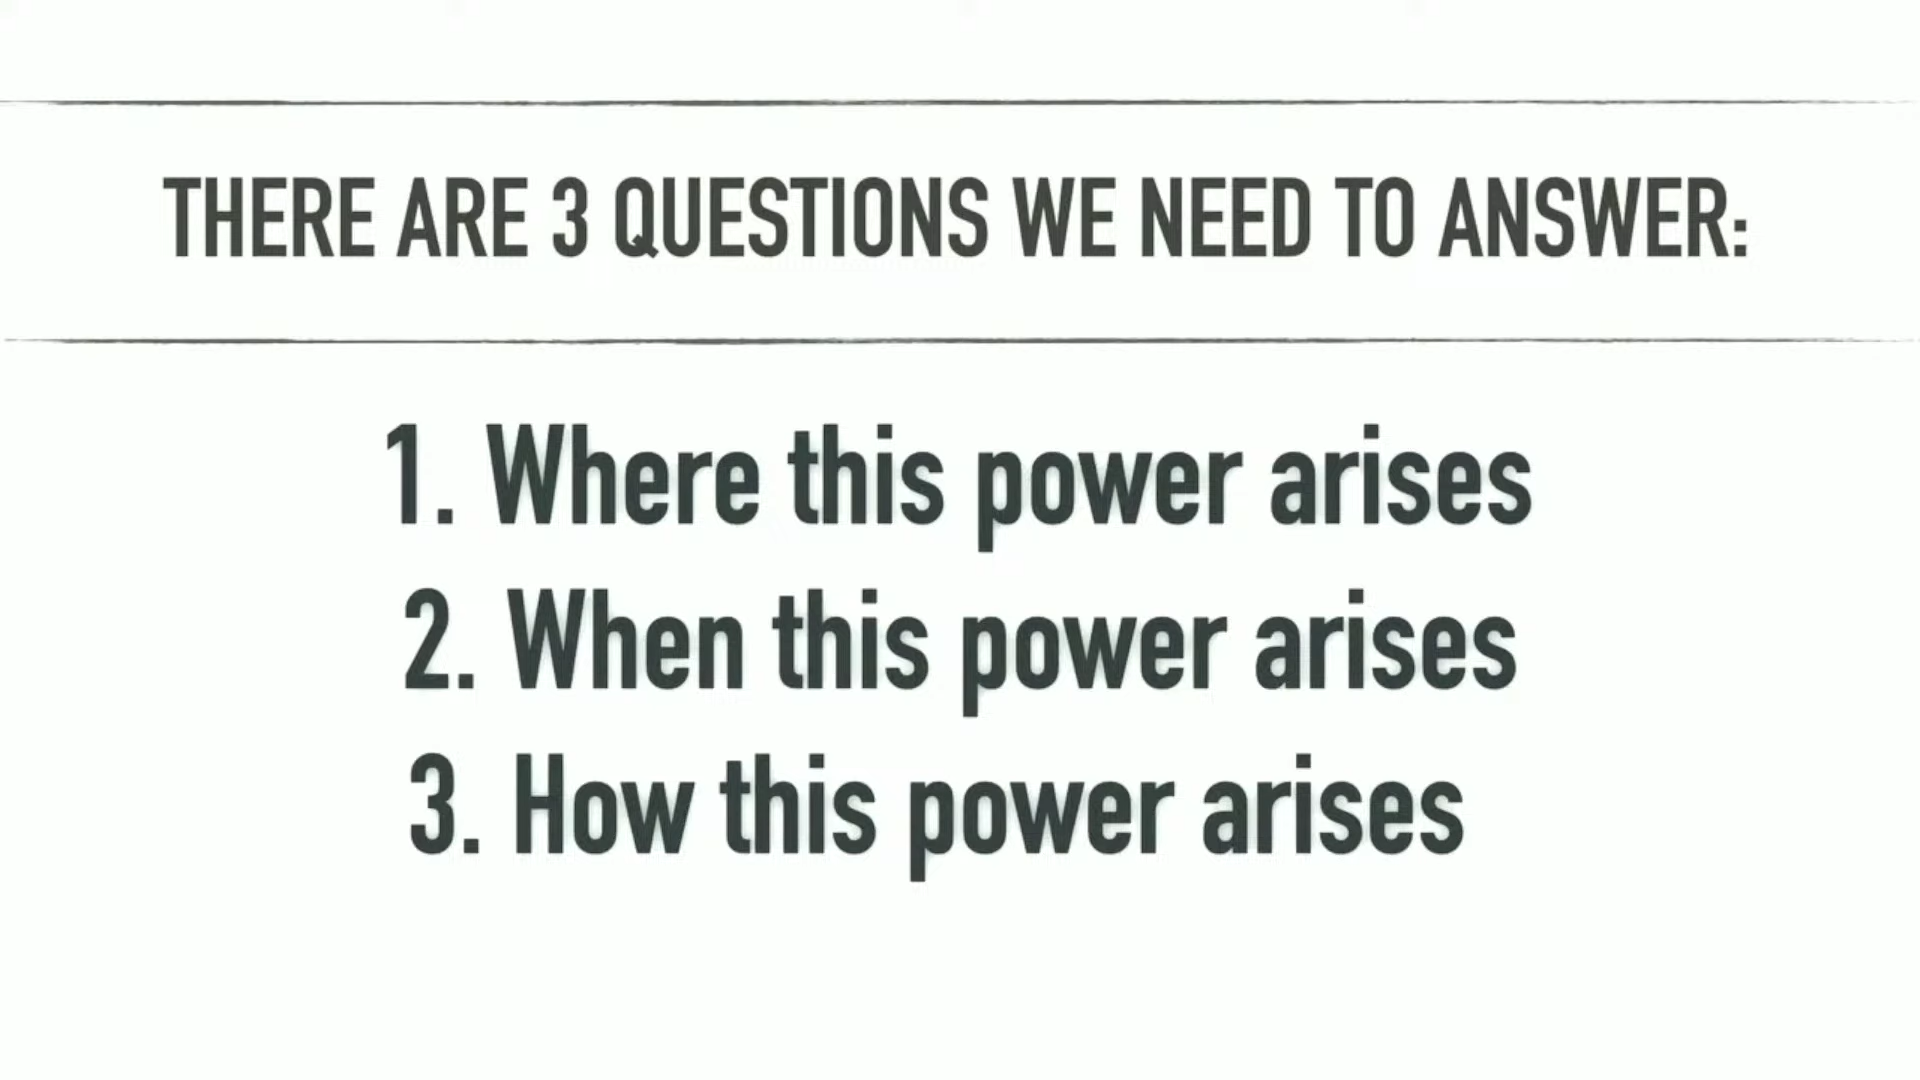 THERE ARE 3 QUESTIONS WE NEED TO ANSWER:
1. Where this power arises
2. When this power arises
3. How this power arises